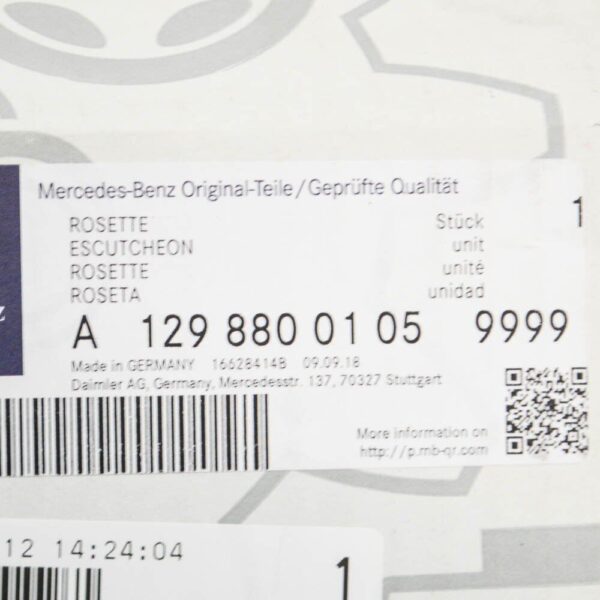 Mercedes-Benz Original-Teile/Geprüfte Qualität
1
ROSETTE Stück
ESCUTCHEON unit
ROSETTE unité
ROSETA unidad
z
A 129 880 01 05 9999
Made in GERMANY 16628414B 09.09.18
Daimler AG, Germany, Mercedesstr. 137, 70327 Stuttgart
More information on
http://p.mb-qr.com
12 14:24:04
1